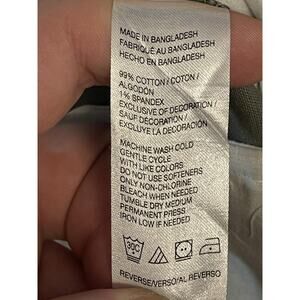 MADE IN BANGLADESH
FABRIQUÉ AU BANGLADESH
HECHO EN BANGLADESH
99% COTTON / COTON /
ALGODÓN
1% SPANDEX
EXCLUSIVE OF DECORATION /
SAUF DÉCORATION /
EXCLUYE LA DECORACIÓN
MACHINE WASH COLD
GENTLE CYCLE
WITH LIKE COLORS
DO NOT USE SOFTENERS
ONLY NON-CHLORINE
BLEACH WHEN NEEDED
TUMBLE DRY MEDIUM
PERMANENT PRESS
IRON LOW IF NEEDED
30C
REVERSE/VERSO/AL REVERSO